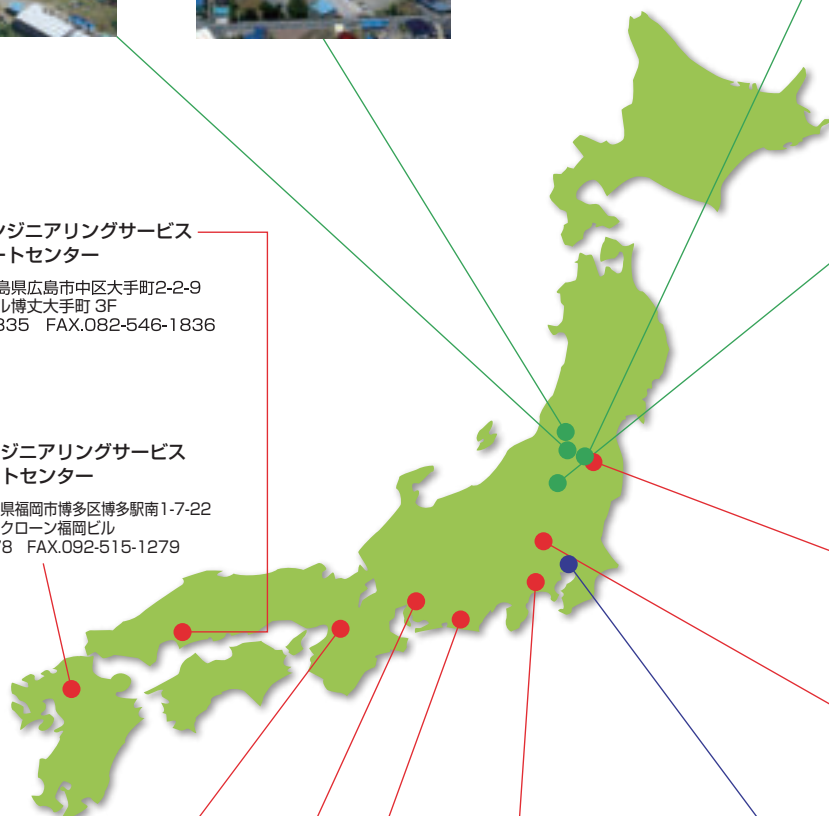 ンジニアリングサービス
ートセンター
島県広島市中区大手町2-2-9
ル博丈大手町 3F
835 FAX.082-546-1836
ジニアリングサービス
トセンター
県福岡市博多区博多駅南1-7-22
クローン福岡ビル
78 FAX.092-515-1279